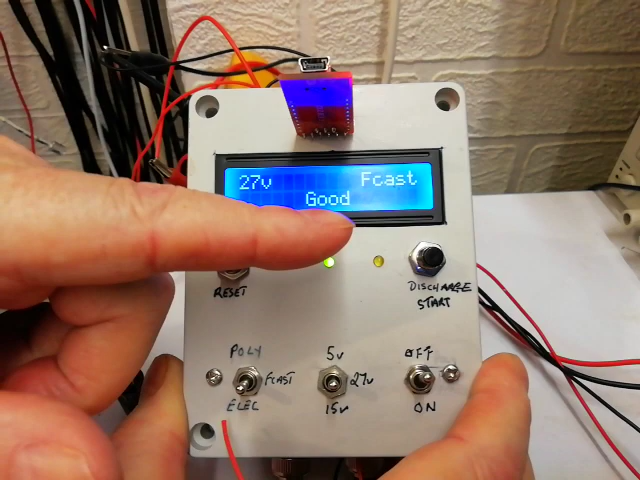 27v Fcast
Good
RESET
DISCHARGE
START
POLY
FCAST
ELEC
5v
27v
15v
OFF
ON